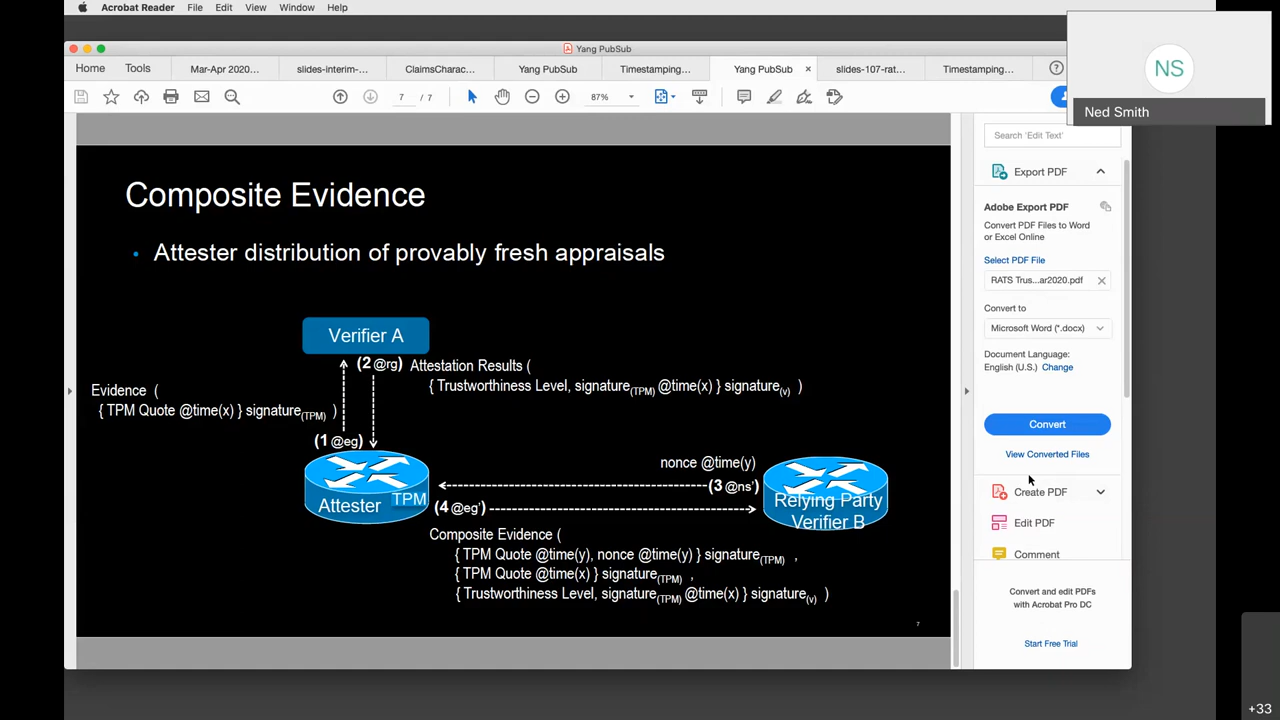 Acrobat Reader File Edit View Window Help
Yang PubSub
Home Tools Mar-Apr 2020... slides-interim-... ClaimsCharac... Yang PubSub Timestamping... Yang PubSub × slides-107-rat... Timestamping...
7 / 7 87%
NS
Ned Smith
Search 'Edit Text'
Export PDF
Adobe Export PDF
Convert PDF Files to Word
or Excel Online
Select PDF File
RATS Trus...ar2020.pdf
Convert to
Microsoft Word (*.docx)
Document Language:
English (U.S.) Change
Convert
View Converted Files
Create PDF
Edit PDF
Comment
Convert and edit PDFs
with Acrobat Pro DC
Start Free Trial
Composite Evidence
• Attester distribution of provably fresh appraisals
Verifier A
(2 @rg) Attestation Results (
{ Trustworthiness Level, signature(TPM) @time(x) } signature(v) )
Evidence (
{ TPM Quote @time(x) } signature(TPM) )
(1 @eg)
Attester TPM
nonce @time(y)
(3 @ns')
(4 @eg')
Relying Party
Verifier B
Composite Evidence (
{ TPM Quote @time(y), nonce @time(y) } signature(TPM) ,
{ TPM Quote @time(x) } signature(TPM) ,
{ Trustworthiness Level, signature(TPM) @time(x) } signature(v) )
7
+33